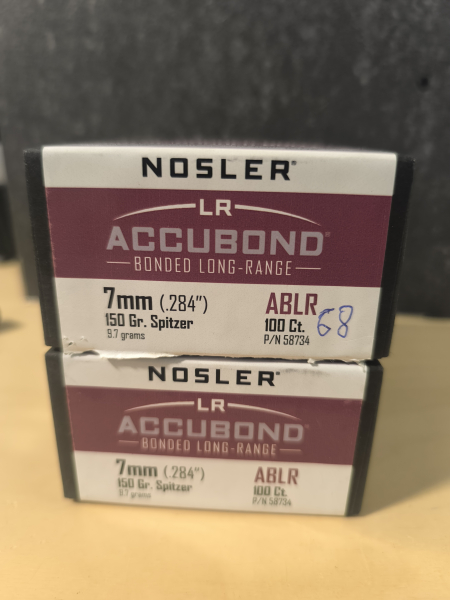 NOSLER®
LR
ACCUBOND®
BONDED LONG-RANGE
7mm (.284")
ABLR
150 Gr. Spitzer
100 Ct. 68
9.7 grams
P/N 58734
NOSLER®
LR
ACCUBOND
BONDED LONG-RANGE
7mm (.284")
ABLR
150 Gr. Spitzer
100 Ct.
9.7 grams
P/N 58734